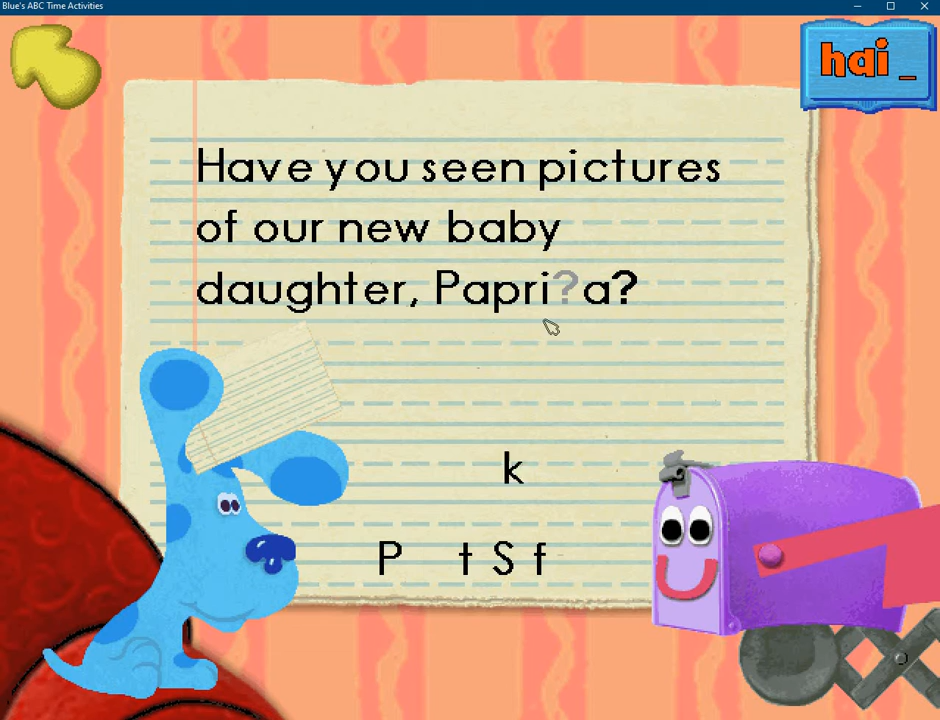 Blue's ABC Time Activities
hai _
Have you seen pictures
of our new baby
daughter, Papri?a?
k
P t S f